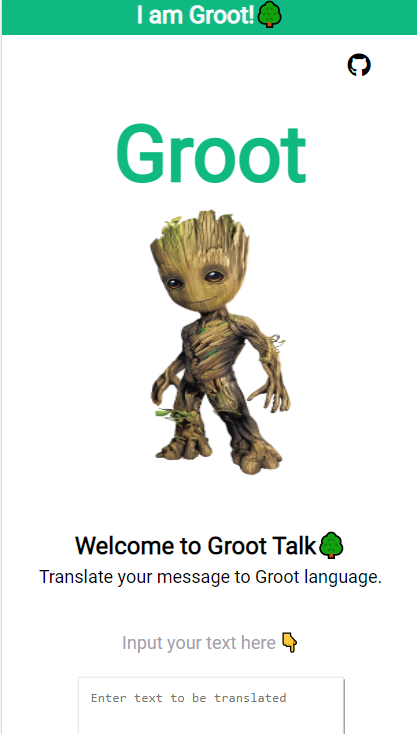 I am Groot!🌳
Groot
Welcome to Groot Talk🌳
Translate your message to Groot language.
Input your text here 👇
Enter text to be translated